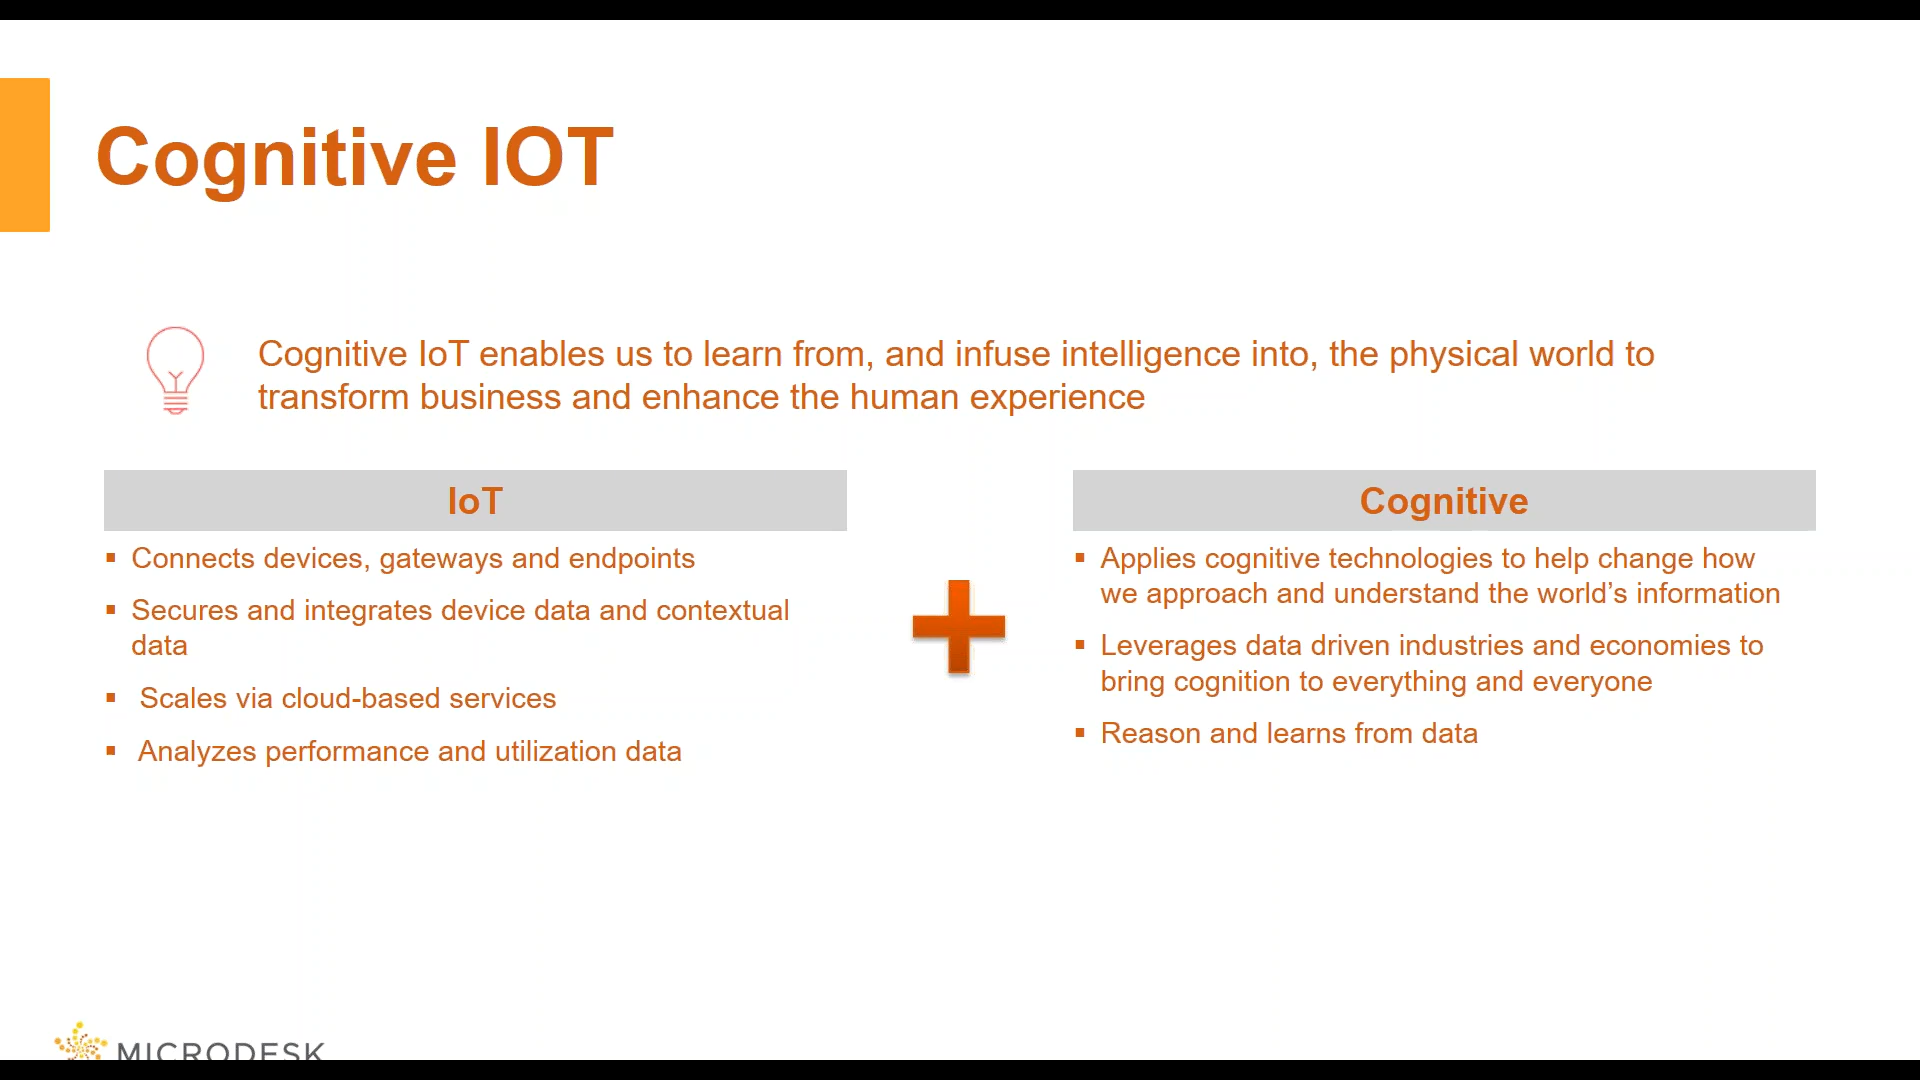 Cognitive IOT
Cognitive IoT enables us to learn from, and infuse intelligence into, the physical world to
transform business and enhance the human experience
IoT
▪ Connects devices, gateways and endpoints
▪ Secures and integrates device data and contextual
data
▪ Scales via cloud-based services
▪ Analyzes performance and utilization data
Cognitive
▪ Applies cognitive technologies to help change how
we approach and understand the world’s information
▪ Leverages data driven industries and economies to
bring cognition to everything and everyone
▪ Reason and learns from data
MICRODESK